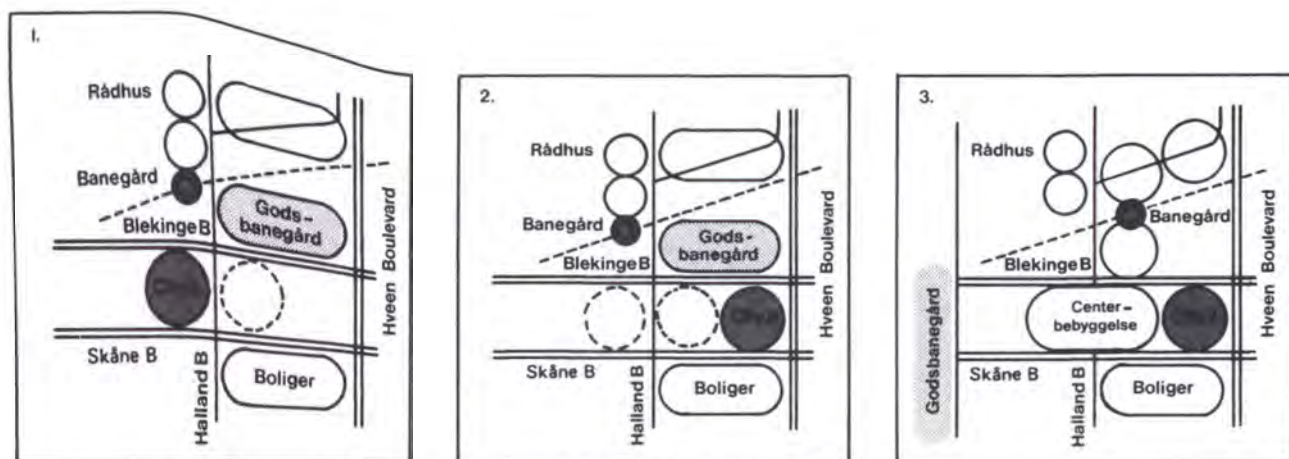 1.
Rådhus
Banegård
Blekinge B
Gods-
banegård
Skåne B
Halland B
Boliger
Hveen Boulevard
2.
Rådhus
Banegård
Blekinge B
Gods-
banegård
Skåne B
Halland B
Boliger
Hveen Boulevard
3.
Rådhus
Banegård
Blekinge B
Center-
bebyggelse
Godsbanegård
Skåne B
Halland B
Boliger
Hveen Boulevard